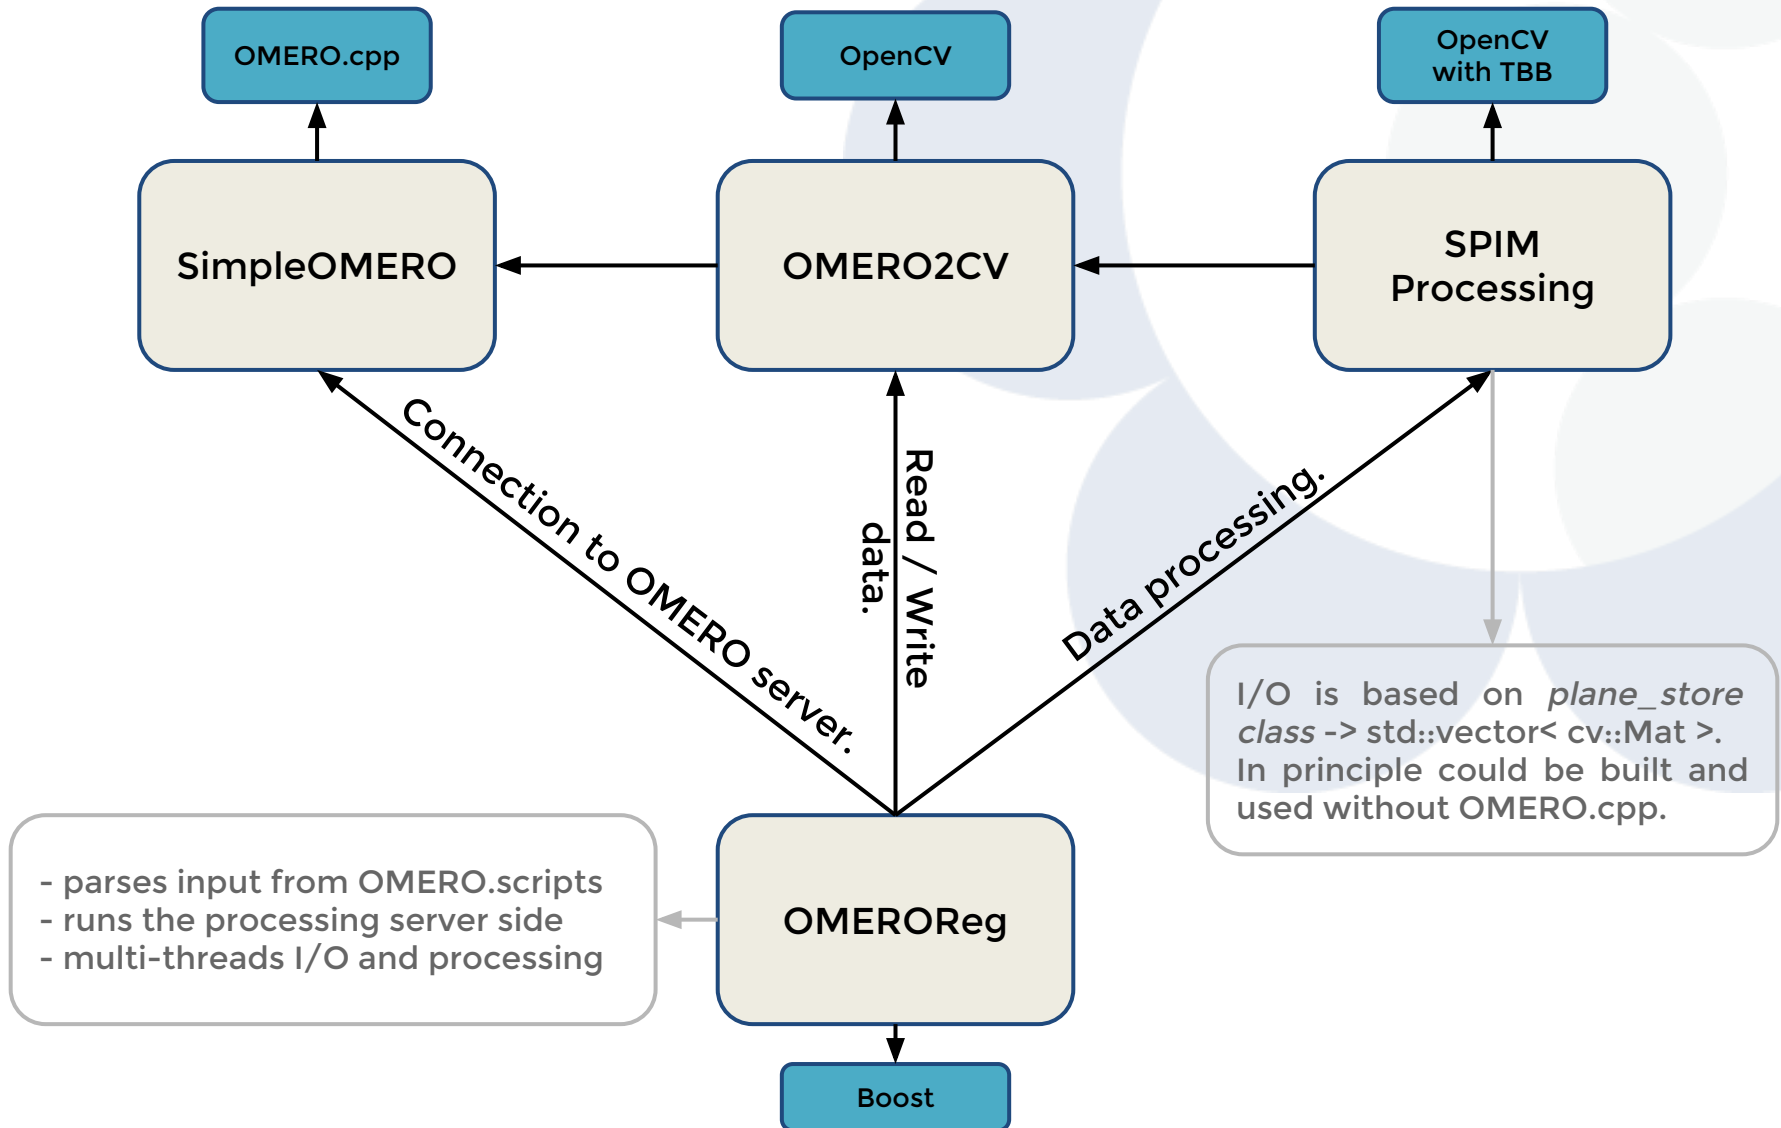 OMERO.cpp
OpenCV
OpenCV
with TBB
SimpleOMERO
OMERO2CV
SPIM
Processing
Connection to OMERO server.
Read / Write
data.
Data processing.
I/O is based on plane_store
class -> std::vector< cv::Mat >.
In principle could be built and
used without OMERO.cpp.
- parses input from OMERO.scripts
- runs the processing server side
- multi-threads I/O and processing
OMEROReg
Boost